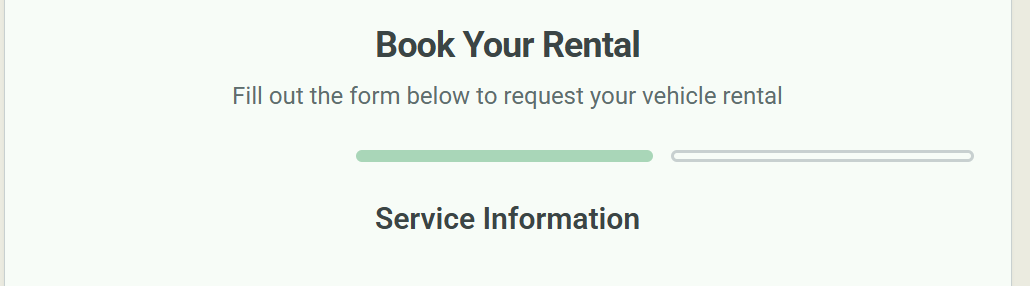 Book Your Rental
Fill out the form below to request your vehicle rental
Service Information